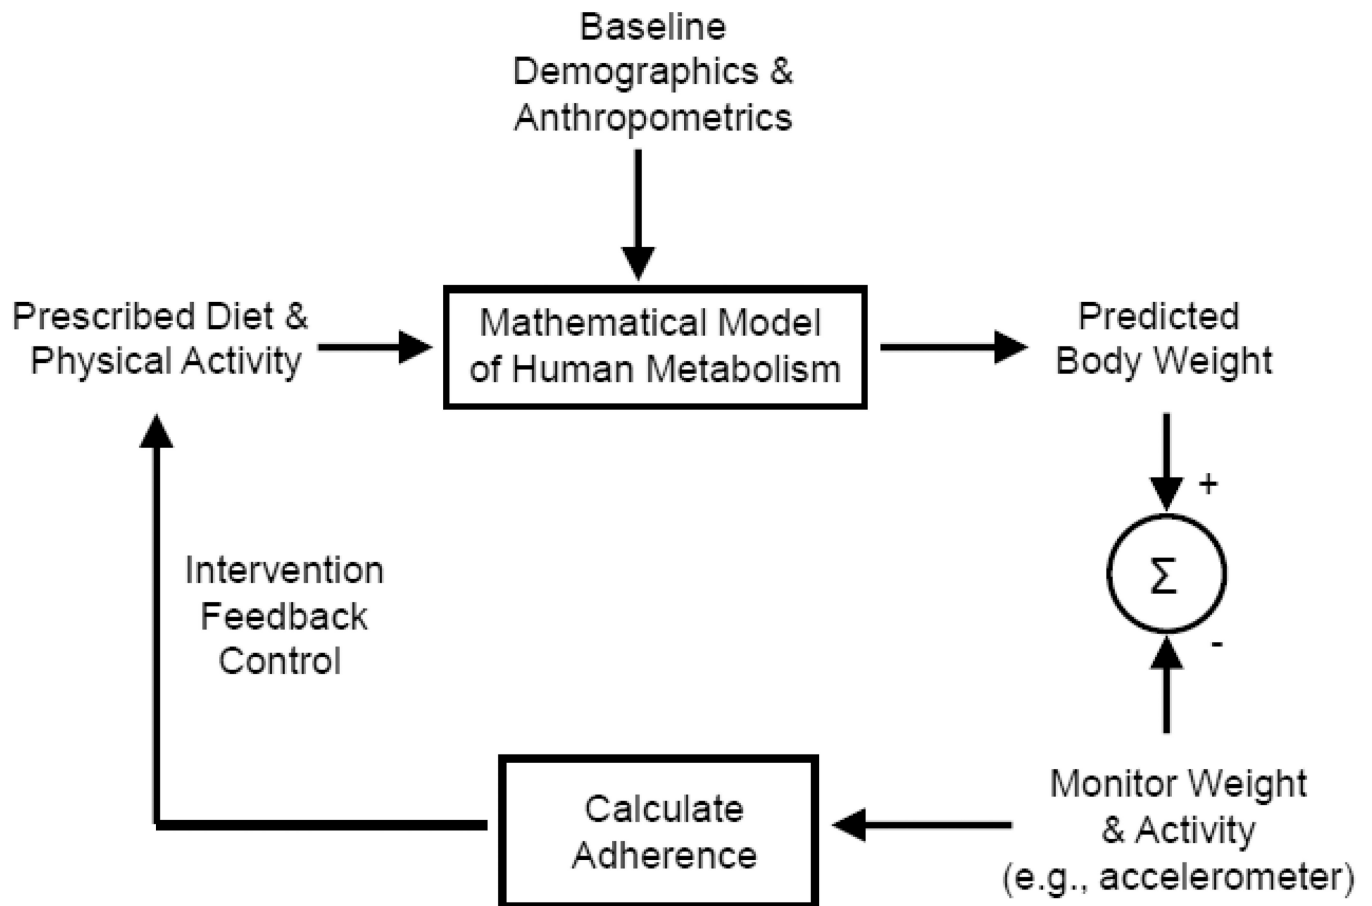 Baseline
Demographics &
Anthropometrics
Prescribed Diet &
Physical Activity
Mathematical Model
of Human Metabolism
Predicted
Body Weight
+
Σ
-
Intervention
Feedback
Control
Calculate
Adherence
Monitor Weight
& Activity
(e.g., accelerometer)